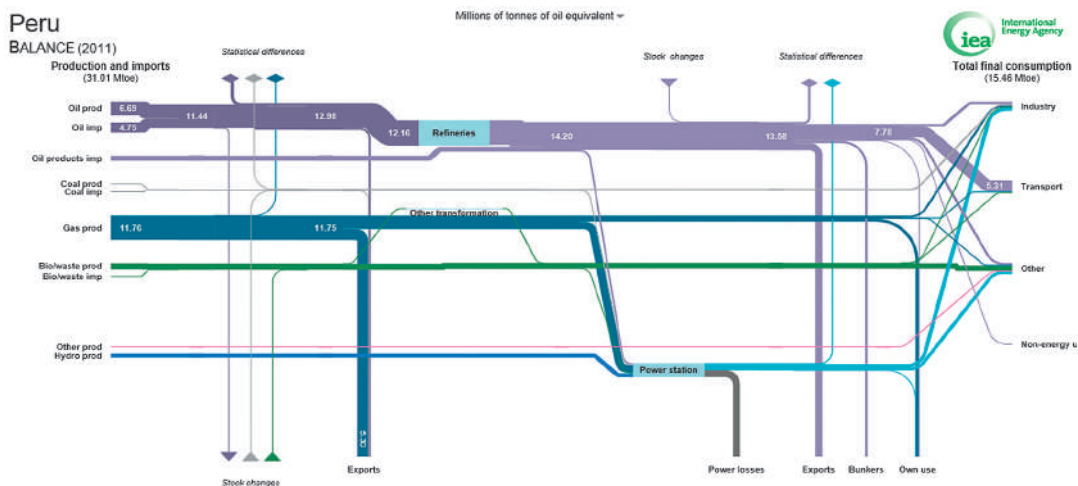 Peru
BALANCE (2011)
Millions of tonnes of oil equivalent
iea
International
Energy Agency
Production and imports
(31.01 Mtoe)
Statistical differences
Stock changes
Statistical differences
Total final consumption
(15.46 Mtoe)
Oil prod
6.69
11.44
12.98
12.16
Refineries
14.20
13.58
7.78
Industry
Oil imp
4.75
Oil products imp
Coal prod
Coal imp
5.31
Transport
Other transformation
Gas prod
11.76
11.75
Bio/waste prod
Bio/waste imp
Other
Other prod
Hydro prod
Non-energy u
Power station
Exports
Power losses
Exports
Bunkers
Own use
Stock changes